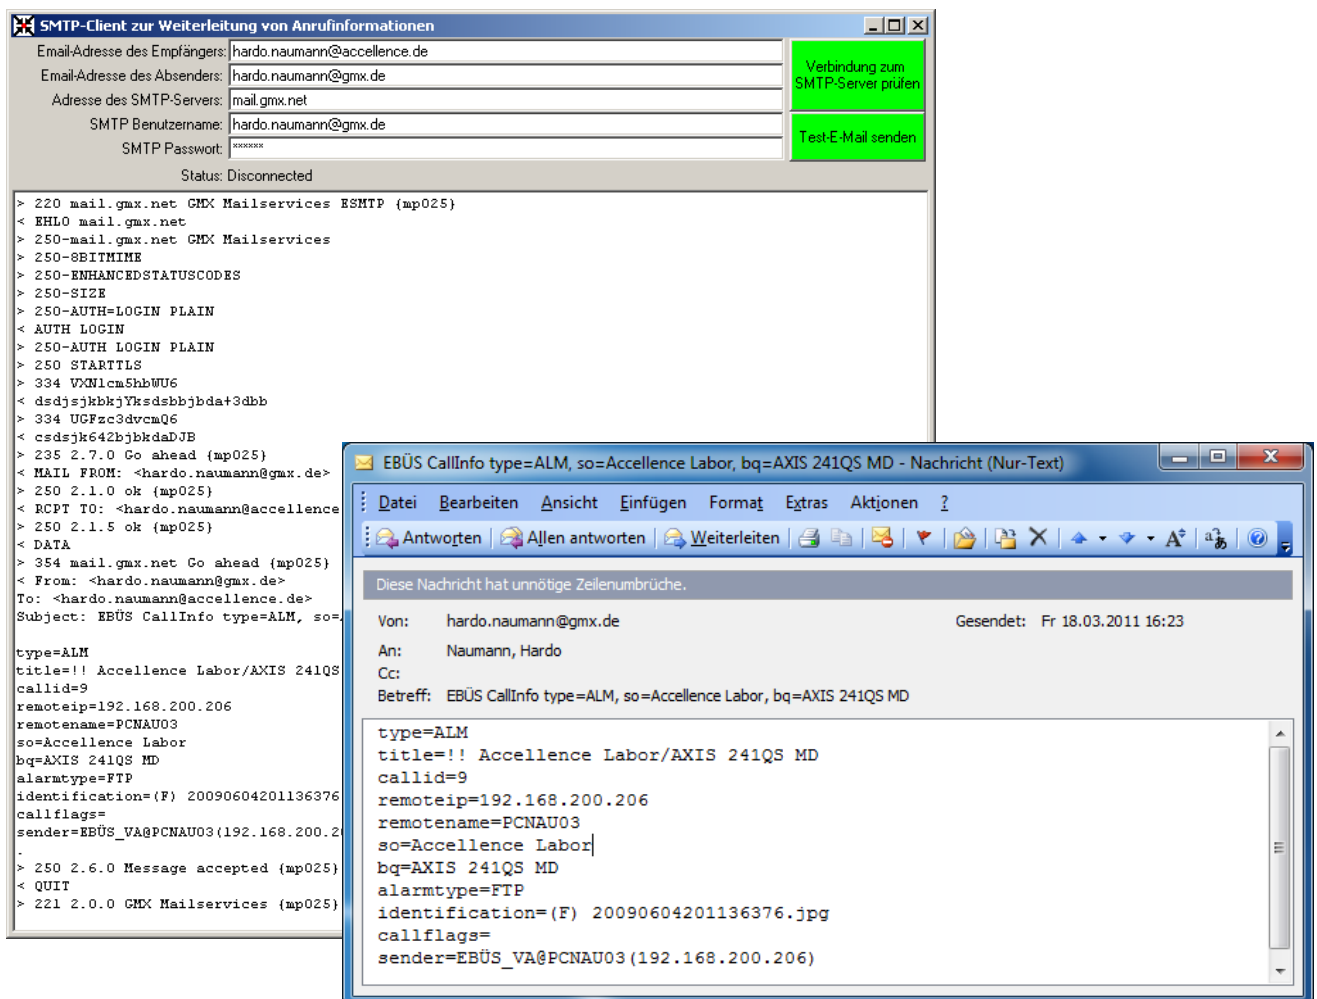 SMTP-Client zur Weiterleitung von Anrufinformationen
Email-Adresse des Empfängers: hardo.naumann@accellence.de
Email-Adresse des Absenders: hardo.naumann@gmx.de
Adresse des SMTP-Servers: mail.gmx.net
SMTP Benutzername: hardo.naumann@gmx.de
SMTP Passwort: ××××××
Verbindung zum
SMTP-Server prüfen
Test-E-Mail senden
Status: Disconnected
> 220 mail.gmx.net GMX Mailservices ESMTP {mp025}
< EHLO mail.gmx.net
> 250-mail.gmx.net GMX Mailservices
> 250-8BITMIME
> 250-ENHANCEDSTATUSCODES
> 250-SIZE
> 250-AUTH=LOGIN PLAIN
< AUTH LOGIN
> 250-AUTH LOGIN PLAIN
> 250 STARTTLS
> 334 VXNlcm5hbWU6
< dsdjsjkbkjYksdsbbjbda+3dbb
> 334 UGFzc3dvcmQ6
< csdsjk642bjbkdaDJB
> 235 2.7.0 Go ahead {mp025}
< MAIL FROM: <hardo.naumann@gmx.de>
> 250 2.1.0 ok {mp025}
< RCPT TO: <hardo.naumann@accellence
> 250 2.1.5 ok {mp025}
< DATA
> 354 mail.gmx.net Go ahead {mp025}
< From: <hardo.naumann@gmx.de>
To: <hardo.naumann@accellence.de>
Subject: EBÜS CallInfo type=ALM, so=
type=ALM
title=!! Accellence Labor/AXIS 241QS
callid=9
remoteip=192.168.200.206
remotename=PCNAU03
so=Accellence Labor
bq=AXIS 241QS MD
alarmtype=FTP
identification=(F) 20090604201136376
callflags=
sender=EBÜS_VA@PCNAU03(192.168.200.2
.
> 250 2.6.0 Message accepted {mp025}
< QUIT
> 221 2.0.0 GMX Mailservices {mp025}
EBÜS CallInfo type=ALM, so=Accellence Labor, bq=AXIS 241QS MD - Nachricht (Nur-Text)
Datei Bearbeiten Ansicht Einfügen Format Extras Aktionen ?
Antworten Allen antworten Weiterleiten
Diese Nachricht hat unnötige Zeilenumbrüche.
Von: hardo.naumann@gmx.de Gesendet: Fr 18.03.2011 16:23
An: Naumann, Hardo
Cc:
Betreff: EBÜS CallInfo type=ALM, so=Accellence Labor, bq=AXIS 241QS MD
type=ALM
title=!! Accellence Labor/AXIS 241QS MD
callid=9
remoteip=192.168.200.206
remotename=PCNAU03
so=Accellence Labor
bq=AXIS 241QS MD
alarmtype=FTP
identification=(F) 20090604201136376.jpg
callflags=
sender=EBÜS_VA@PCNAU03(192.168.200.206)